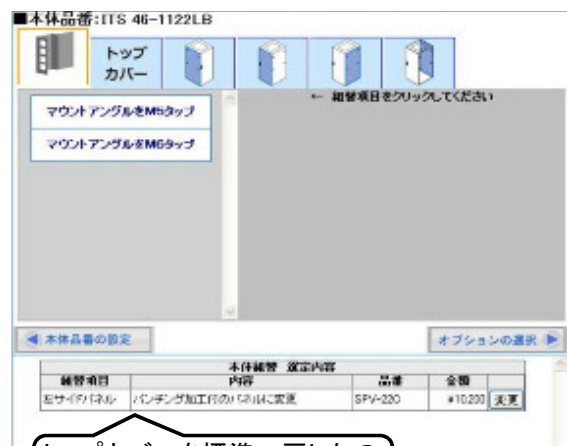 ■本体品番:ITS 46-1122LB
トップ
カバー
← 組替項目をクリックしてください
マウントアングルをM5タップ
マウントアングルをM6タップ
本体品番の設定
オプションの選択
本体組替 選定内容
組替項目 内容 品番 金額
左サイドパネル パンチング加工付のパネルに変更 SPV-22C ¥10,200 変更